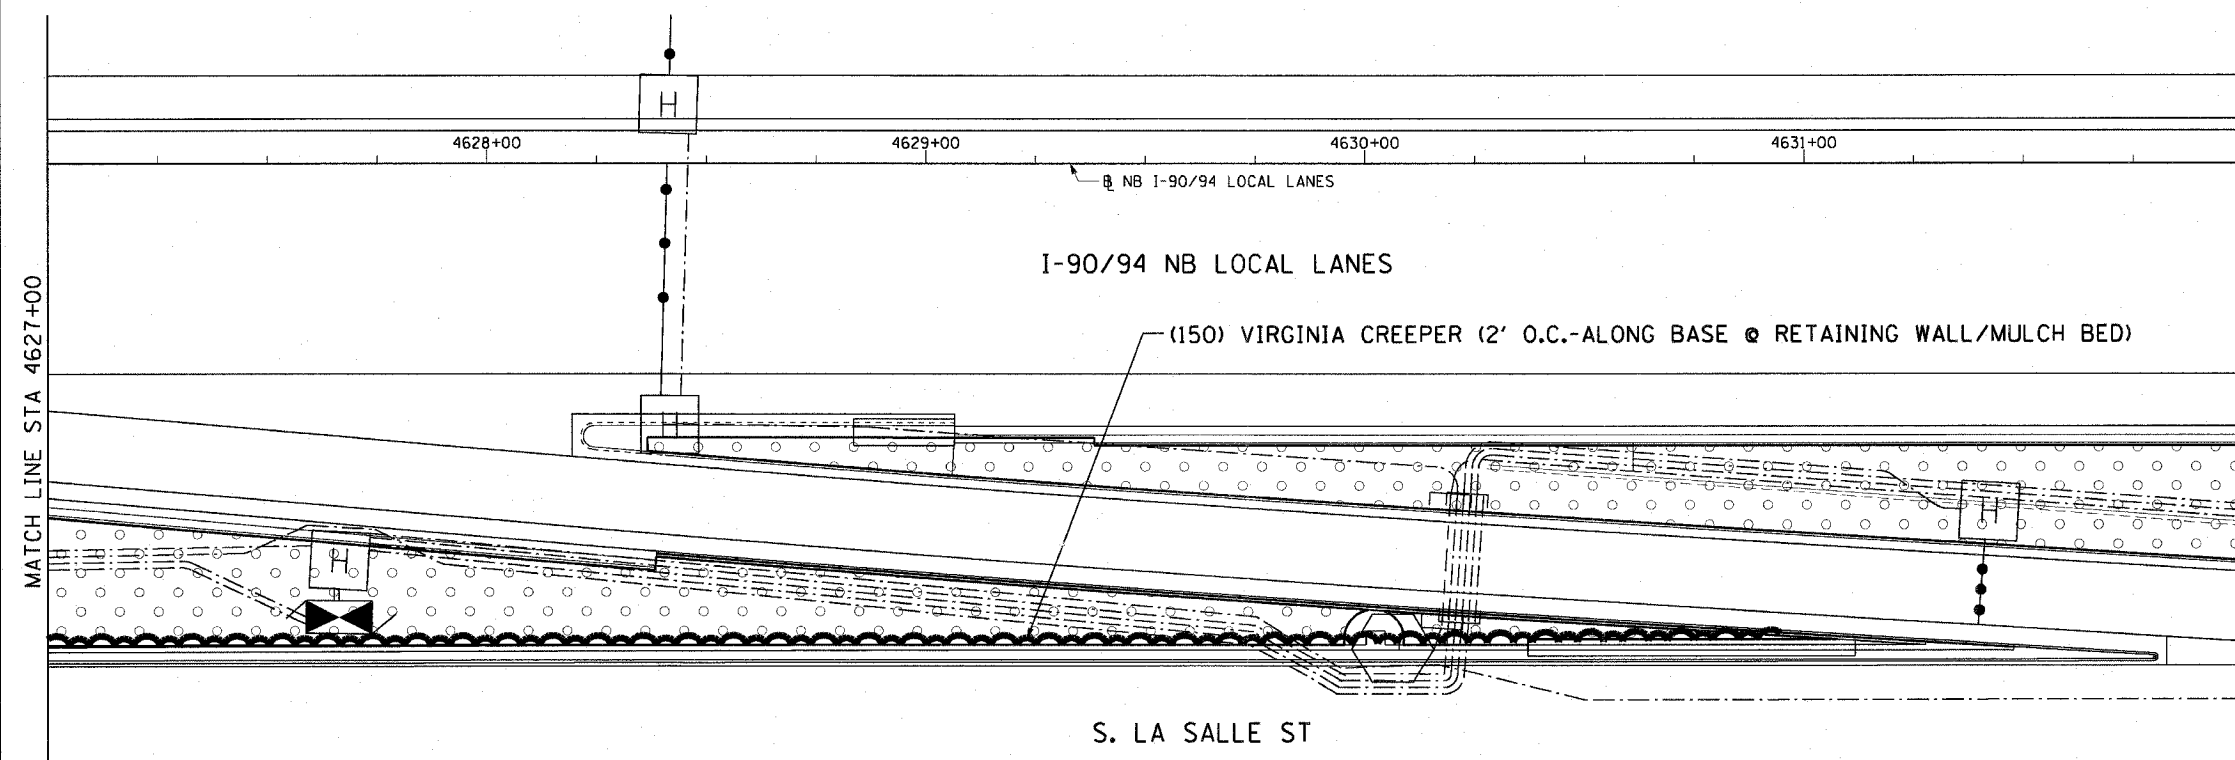 H
4628+00
4629+00
4630+00
4631+00
℄ NB I-90/94 LOCAL LANES
I-90/94 NB LOCAL LANES
MATCH LINE STA 4627+00
(150) VIRGINIA CREEPER (2' O.C.-ALONG BASE @ RETAINING WALL/MULCH BED)
H
H
H
S. LA SALLE ST